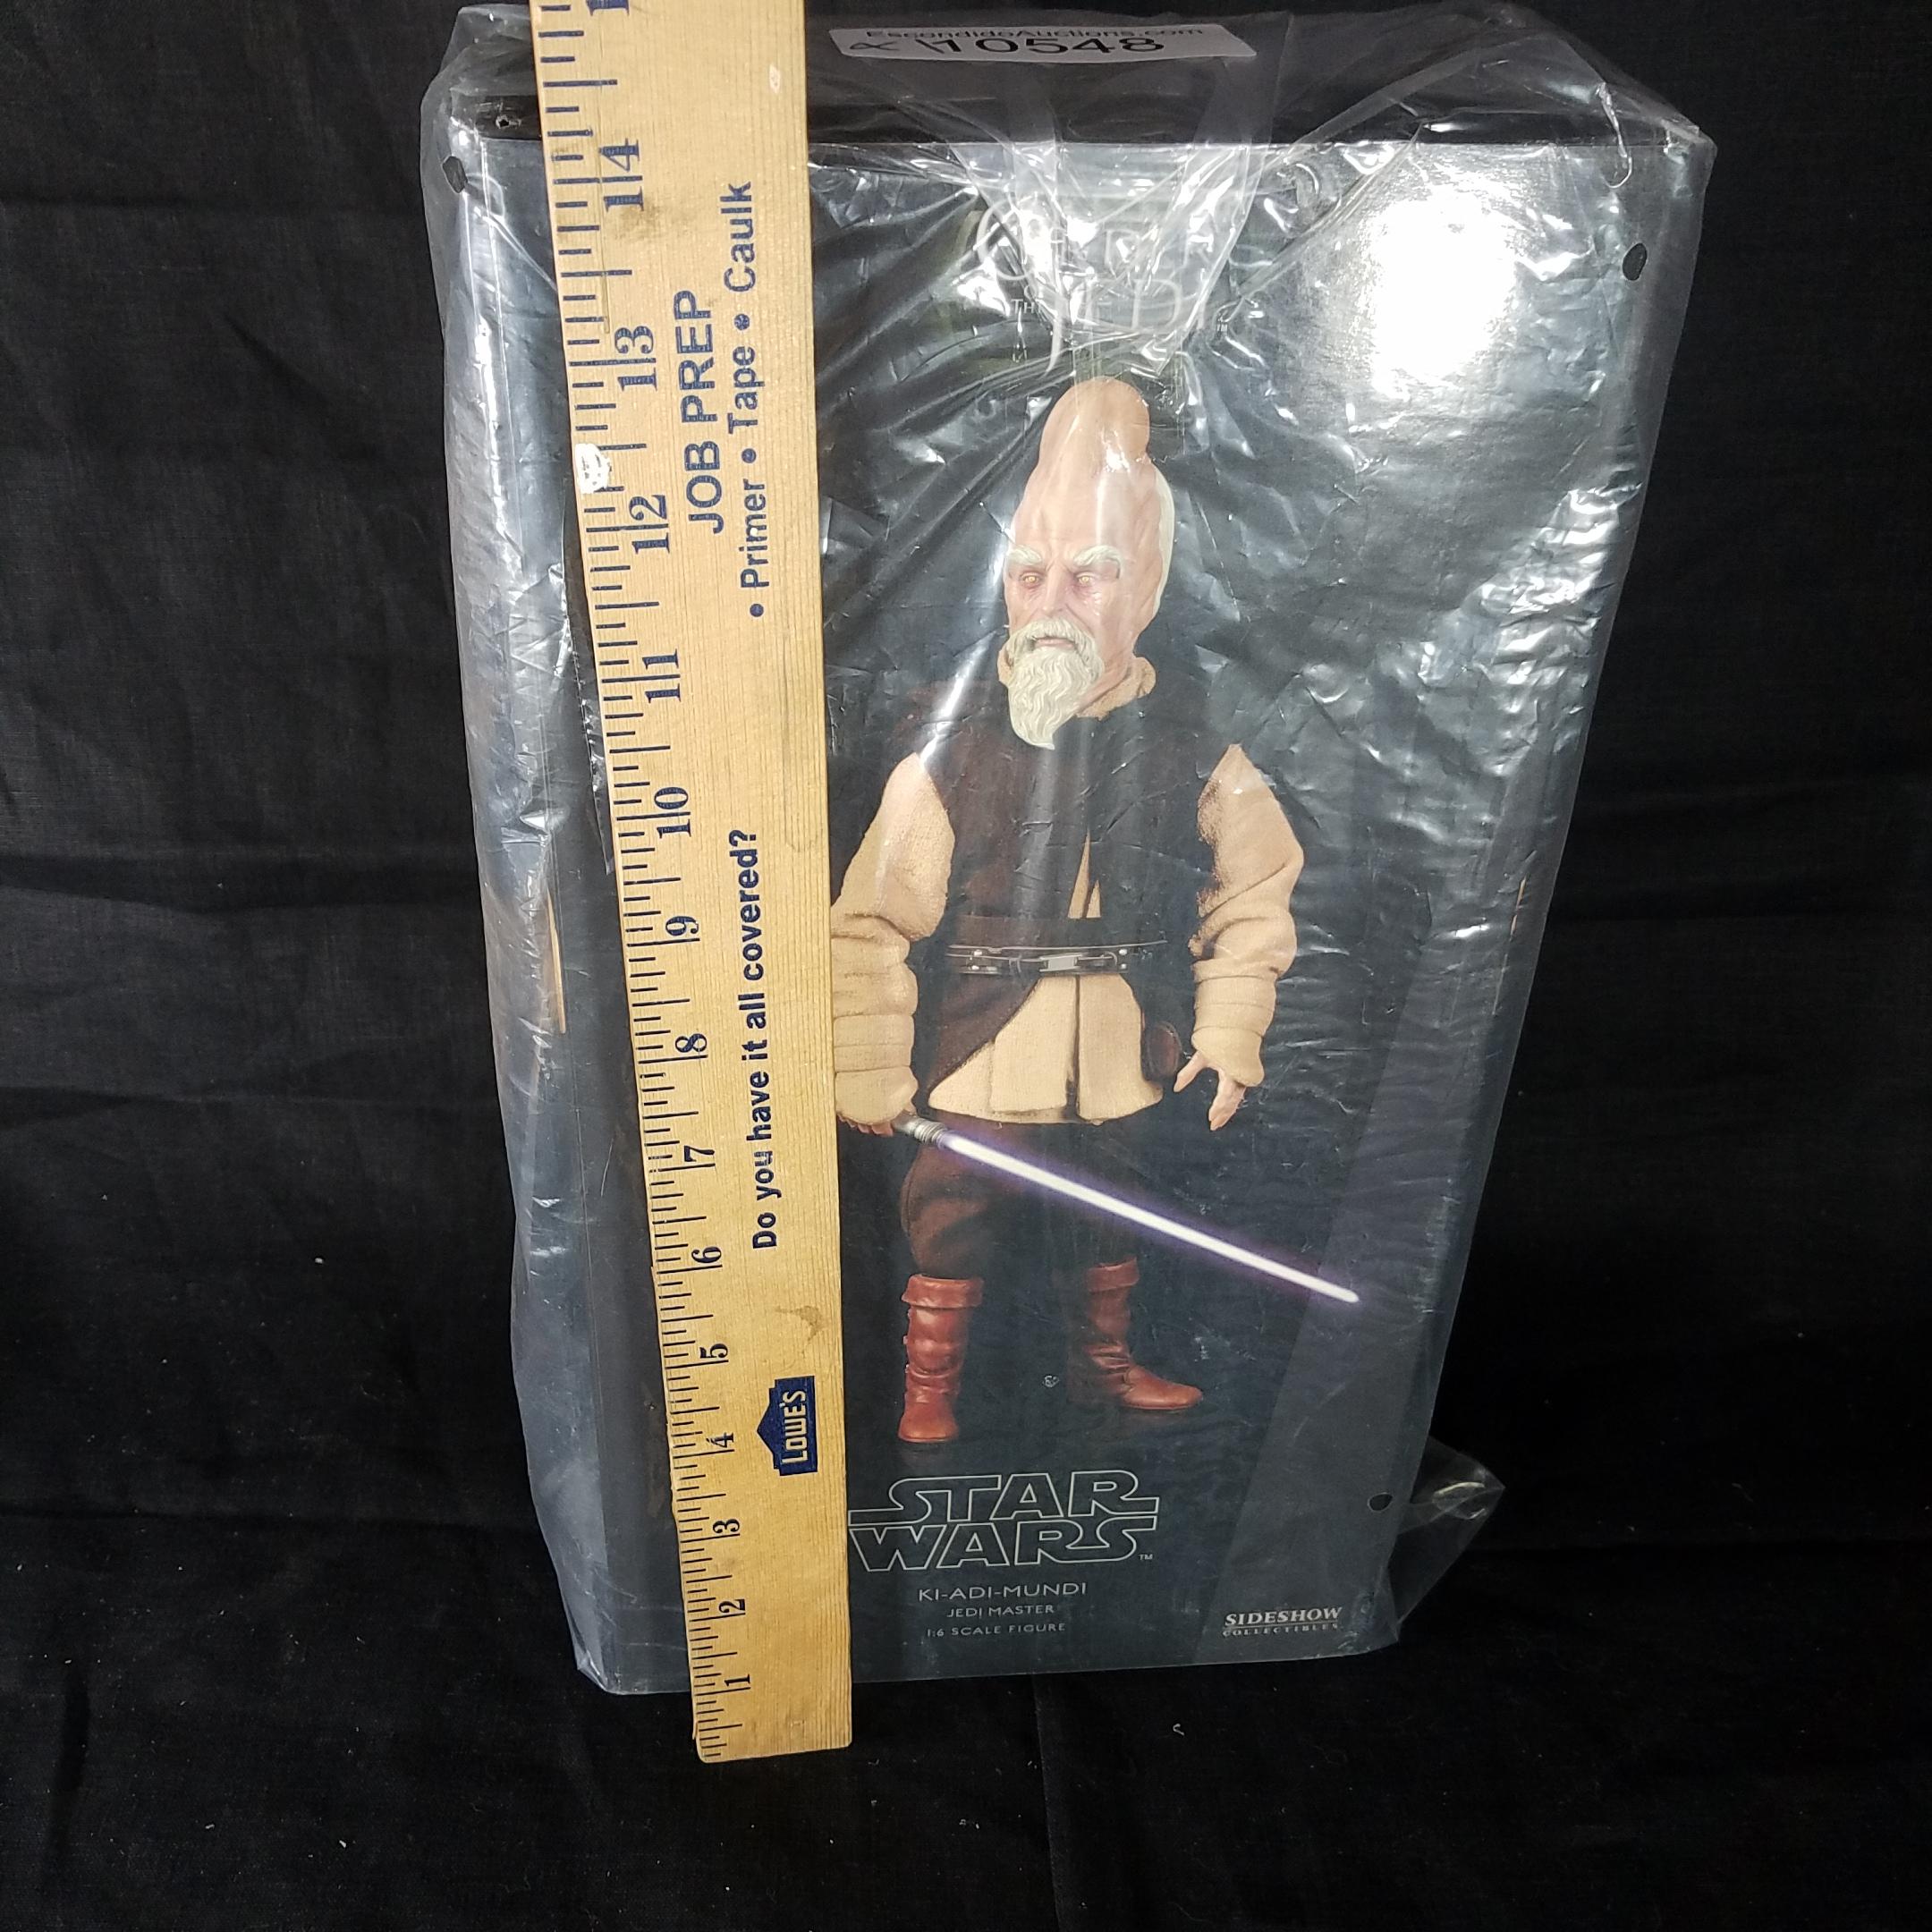 EscondidoAuctions.com
10548
THE
JOB PREP
• Primer • Tape • Caulk
Do you have it all covered?
LOWE'S
14
13
12
11
10
9
8
7
6
5
4
3
2
1
STAR
WARS™
KI-ADI-MUNDI
JEDI MASTER
1:6 SCALE FIGURE
SIDESHOW
COLLECTIBLES